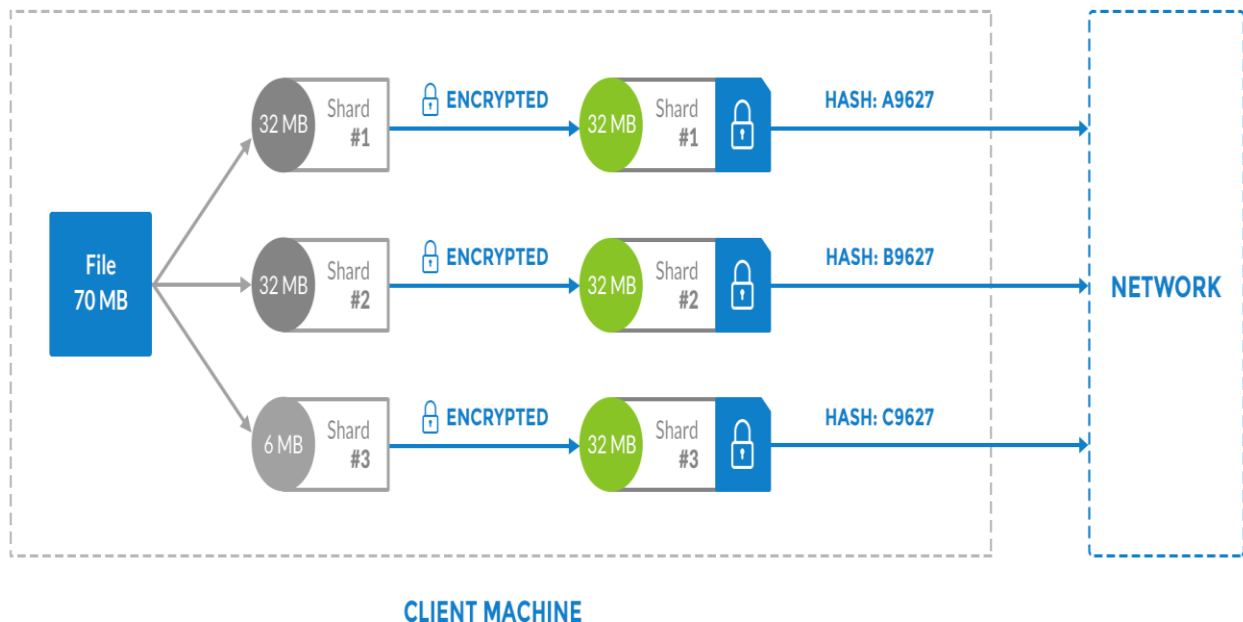 File
70 MB
32 MB
Shard
#1
ENCRYPTED
32 MB
Shard
#1
HASH: A9627
32 MB
Shard
#2
ENCRYPTED
32 MB
Shard
#2
HASH: B9627
6 MB
Shard
#3
ENCRYPTED
32 MB
Shard
#3
HASH: C9627
NETWORK
CLIENT MACHINE